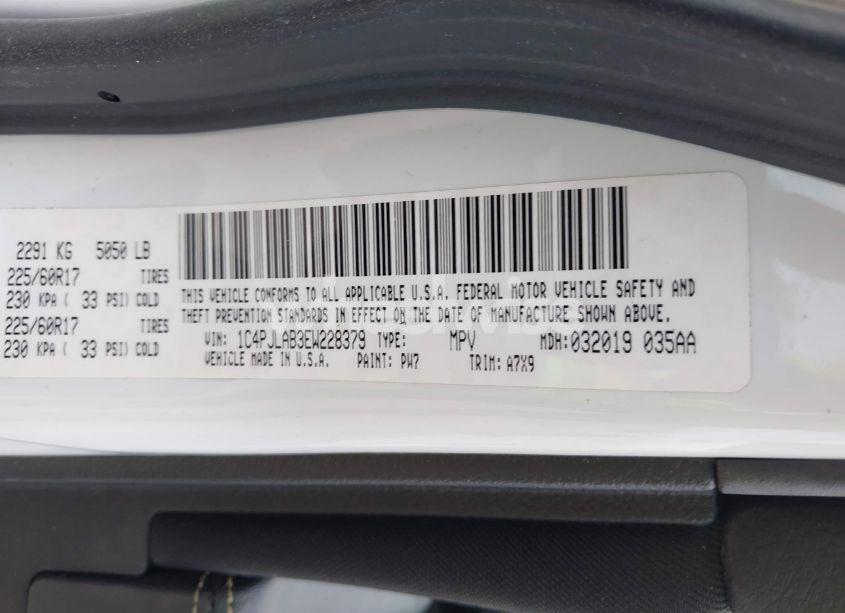 2291 KG 5050 LB
225/60R17 TIRES
230 KPA ( 33 PSI) COLD
225/60R17 TIRES
230 KPA ( 33 PSI) COLD
THIS VEHICLE CONFORMS TO ALL APPLICABLE U.S.A. FEDERAL MOTOR VEHICLE SAFETY AND
THEFT PREVENTION STANDARDS IN EFFECT ON THE DATE OF MANUFACTURE SHOWN ABOVE.
VIN: 1C4PJLAB3EW228379 TYPE: MPV MDH:032019 035AA
VEHICLE MADE IN U.S.A. PAINT: PW7 TRIM: A7X9